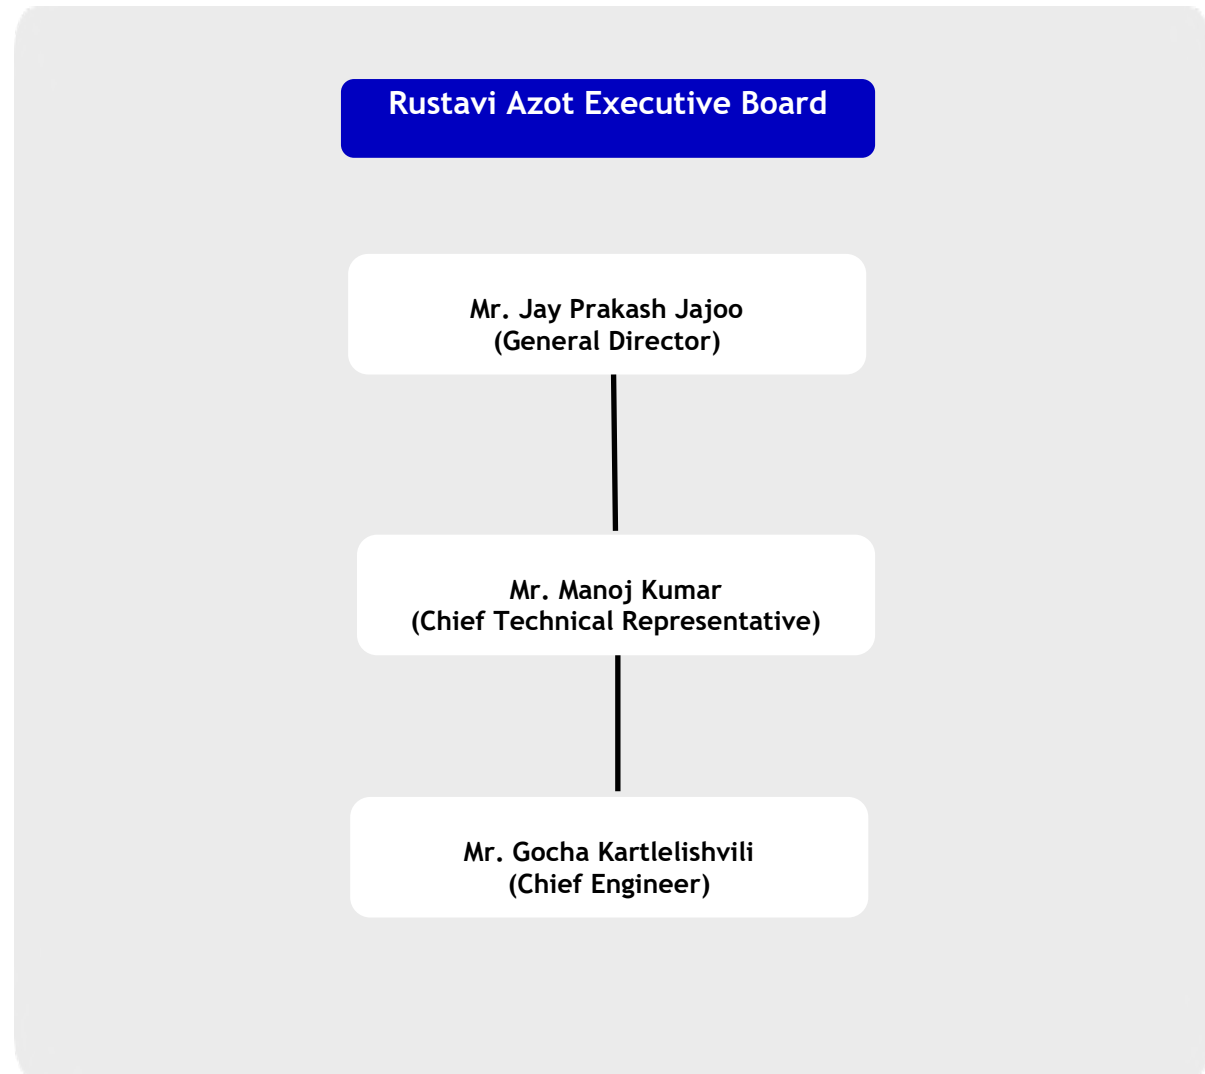 Rustavi Azot Executive Board
Mr. Jay Prakash Jajoo
(General Director)
Mr. Manoj Kumar
(Chief Technical Representative)
Mr. Gocha Kartlelishvili
(Chief Engineer)